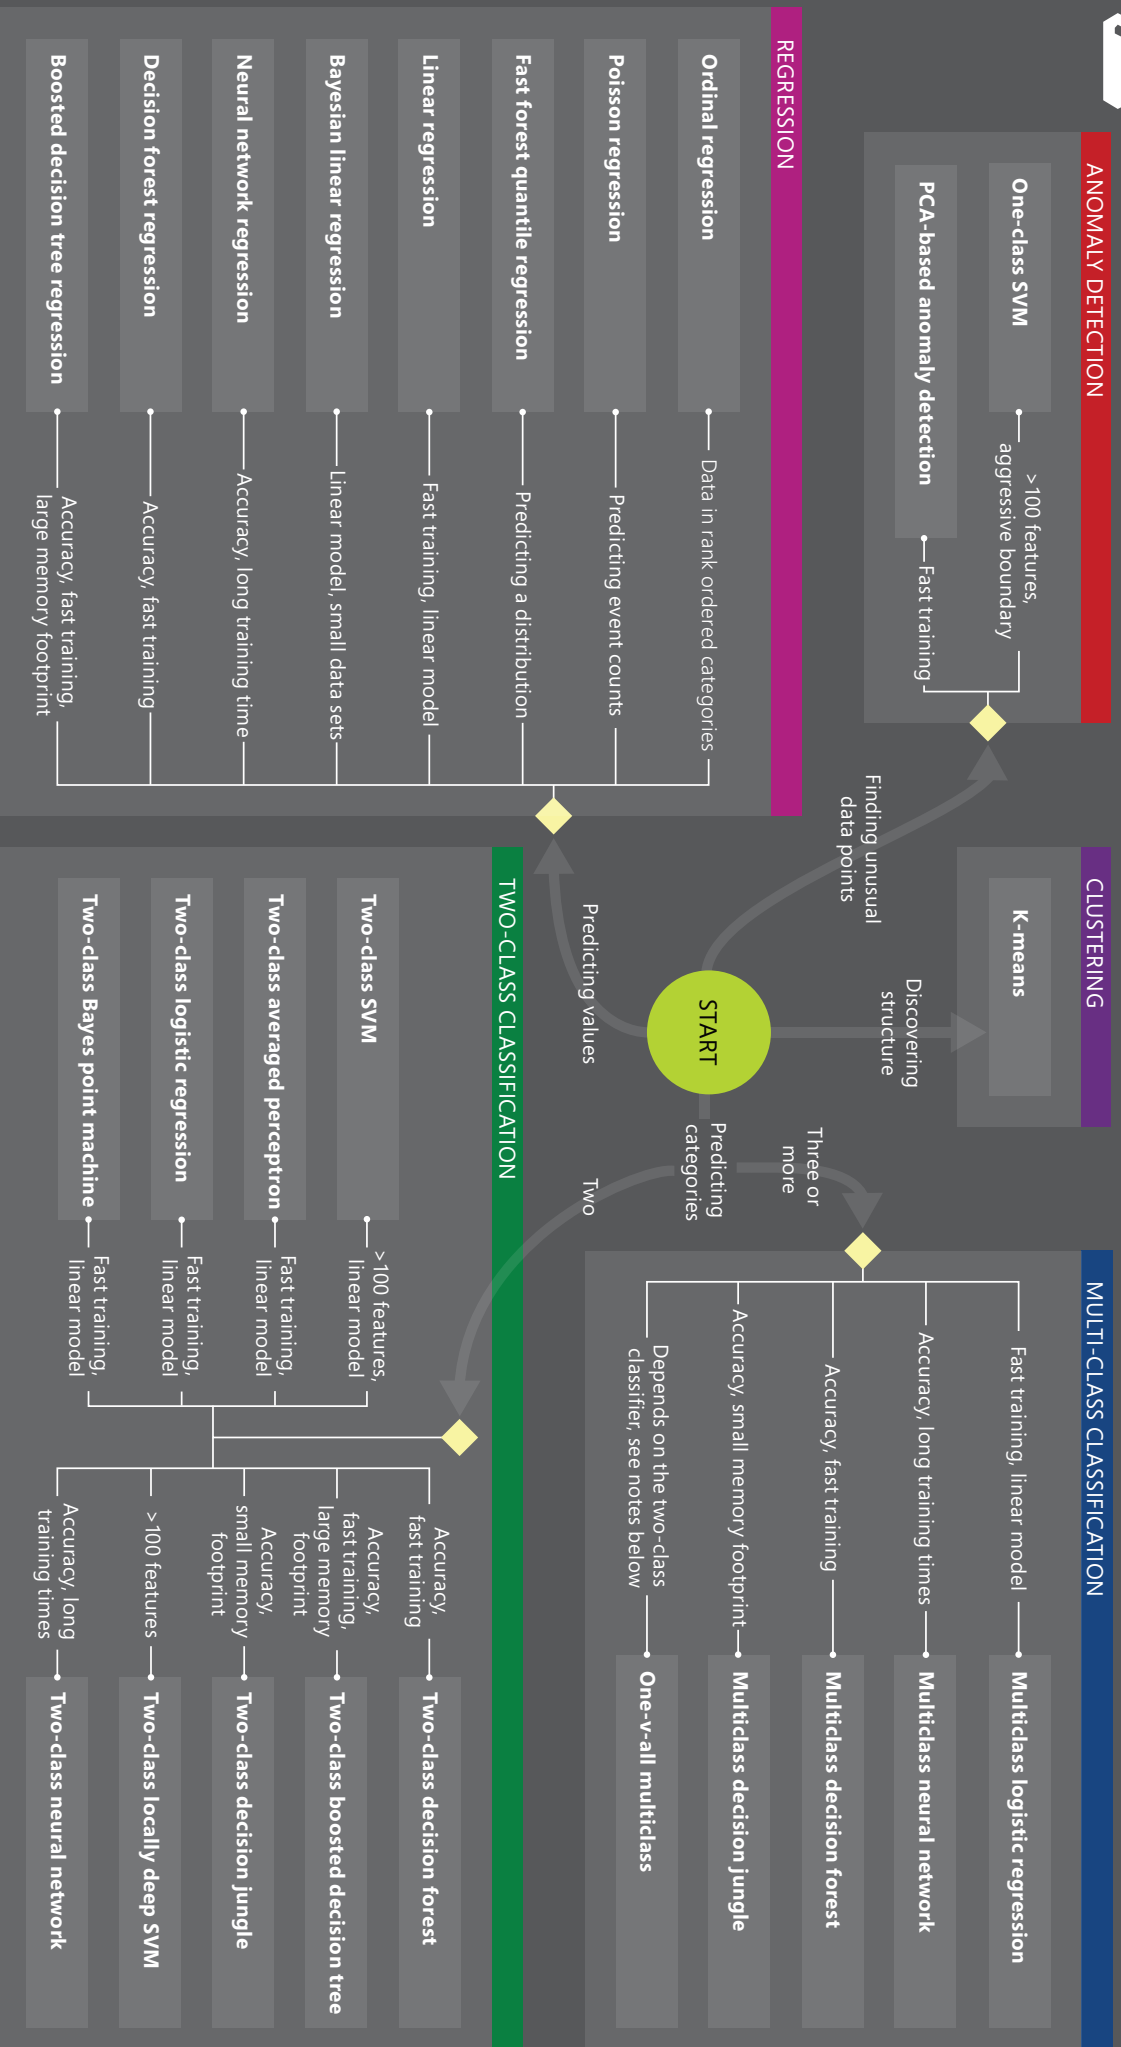 ANOMALY DETECTION
One-class SVM
>100 features,
aggressive boundary
PCA-based anomaly detection
Fast training
CLUSTERING
K-means
MULTI-CLASS CLASSIFICATION
Fast training, linear model
Multiclass logistic regression
Accuracy, long training times
Multiclass neural network
Accuracy, fast training
Multiclass decision forest
Accuracy, small memory footprint
Multiclass decision jungle
Depends on the two-class
classifier, see notes below
One-v-all multiclass
Finding unusual
data points
Discovering
structure
START
Three or
more
Predicting
categories
Predicting values
Two
REGRESSION
Ordinal regression
Data in rank ordered categories
Poisson regression
Predicting event counts
Fast forest quantile regression
Predicting a distribution
Linear regression
Fast training, linear model
Bayesian linear regression
Linear model, small data sets
Neural network regression
Accuracy, long training time
Decision forest regression
Accuracy, fast training
Boosted decision tree regression
Accuracy, fast training,
large memory footprint
TWO-CLASS CLASSIFICATION
Two-class SVM
>100 features,
linear model
Two-class averaged perceptron
Fast training,
linear model
Two-class logistic regression
Fast training,
linear model
Two-class Bayes point machine
Fast training,
linear model
Accuracy,
fast training
Two-class decision forest
Accuracy,
fast training,
large memory
footprint
Two-class boosted decision tree
Accuracy,
small memory
footprint
Two-class decision jungle
>100 features
Two-class locally deep SVM
Accuracy, long
training times
Two-class neural network